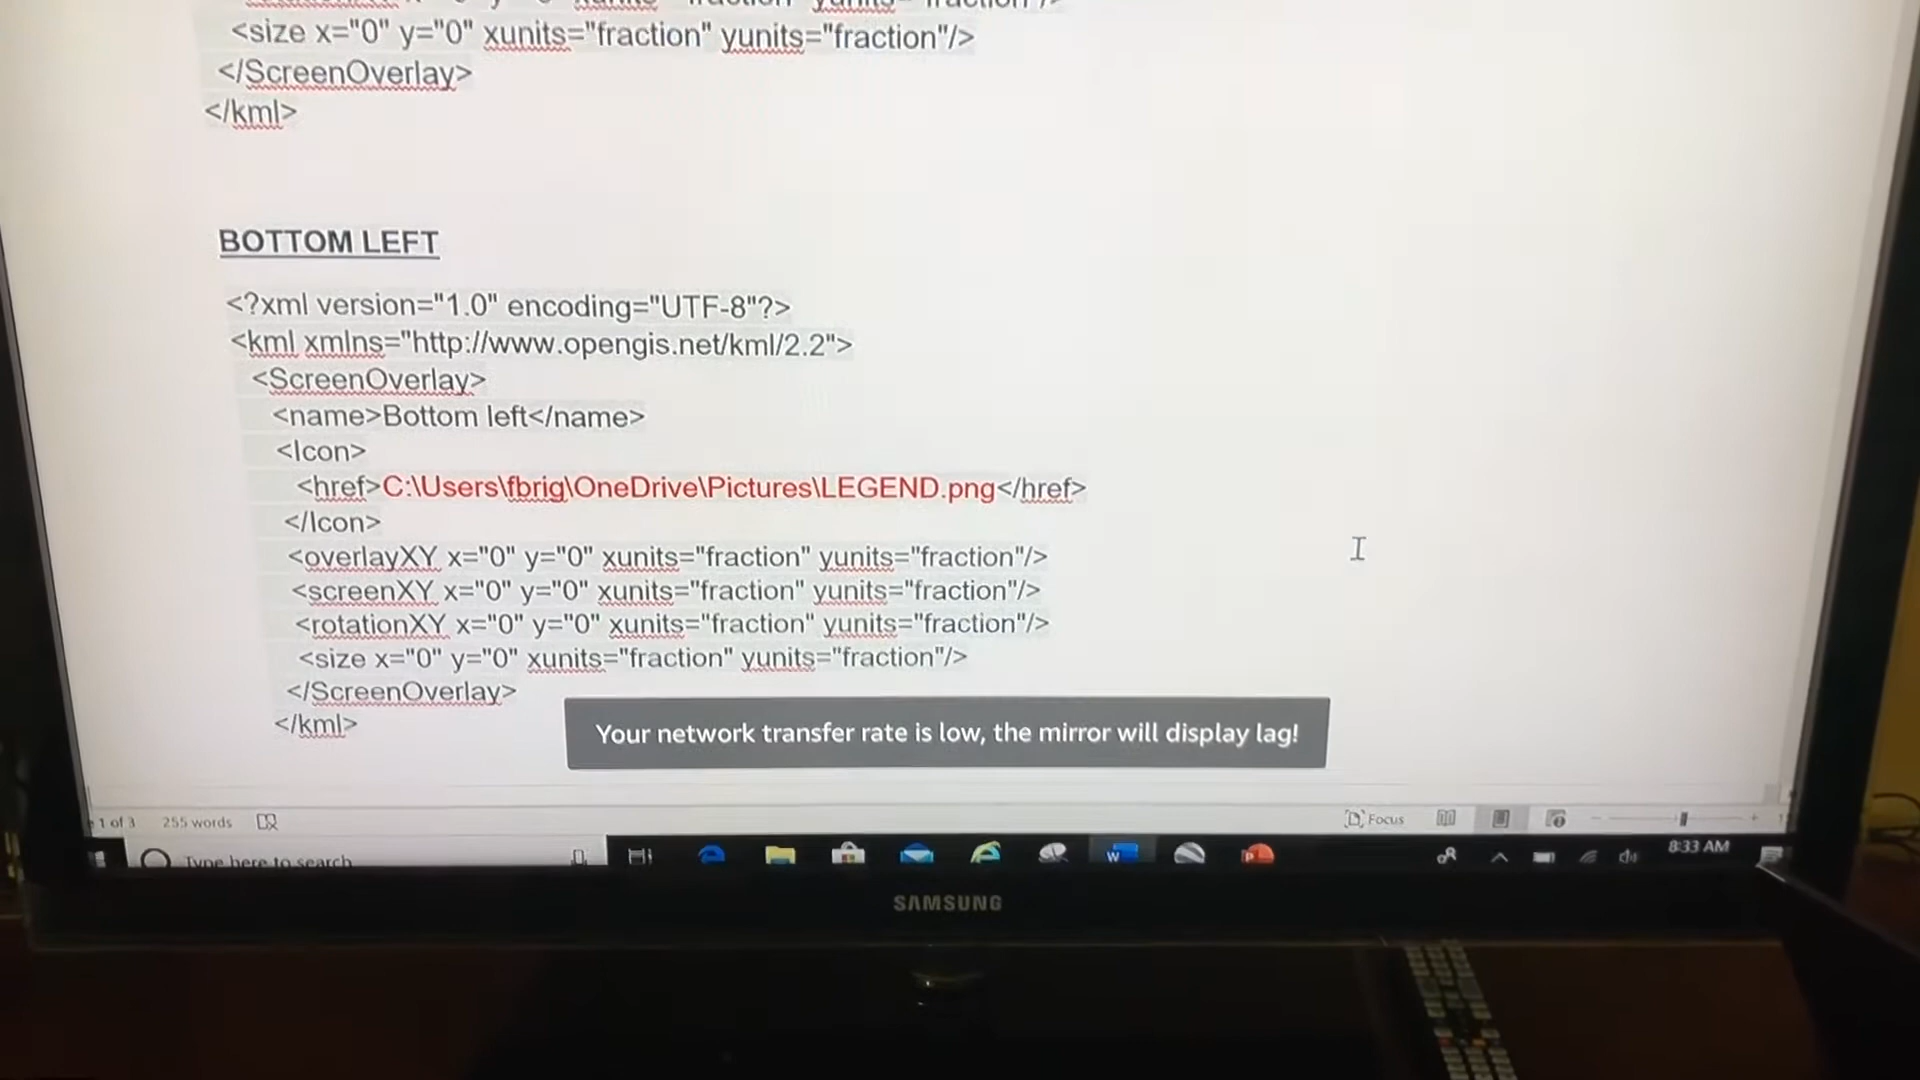 <size x="0" y="0" xunits="fraction" yunits="fraction"/>
</ScreenOverlay>
</kml>
BOTTOM LEFT
<?xml version="1.0" encoding="UTF-8"?>
<kml xmlns="http://www.opengis.net/kml/2.2">
<ScreenOverlay>
<name>Bottom left</name>
<Icon>
<href>C:\Users\fbrig\OneDrive\Pictures\LEGEND.png</href>
</Icon>
<overlayXY x="0" y="0" xunits="fraction" yunits="fraction"/>
<screenXY x="0" y="0" xunits="fraction" yunits="fraction"/>
<rotationXY x="0" y="0" xunits="fraction" yunits="fraction"/>
<size x="0" y="0" xunits="fraction" yunits="fraction"/>
</ScreenOverlay>
</kml>
Your network transfer rate is low, the mirror will display lag!
1 of 3 255 words Focus
Type here to search 8:33 AM
SAMSUNG